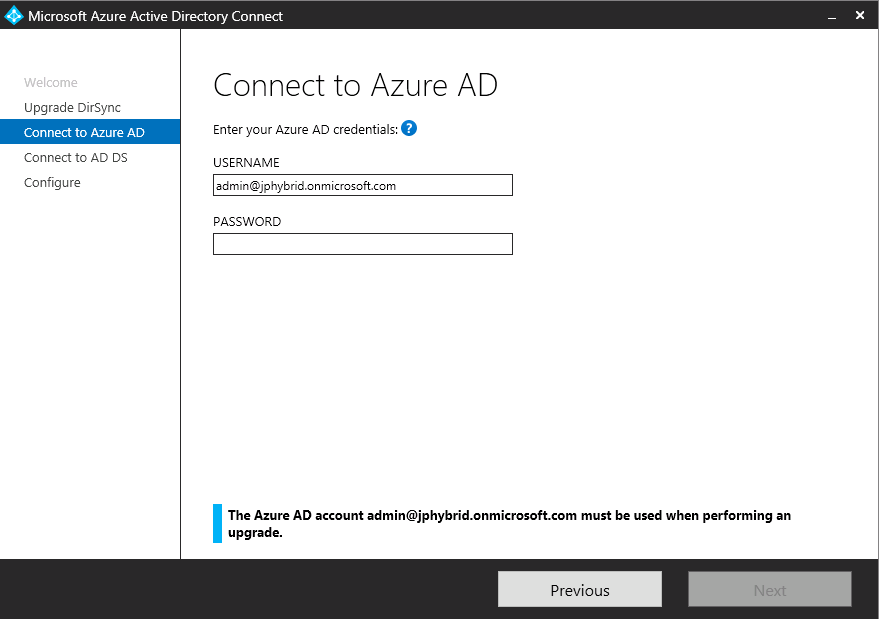 Microsoft Azure Active Directory Connect
Welcome
Upgrade DirSync
Connect to Azure AD
Connect to AD DS
Configure
Connect to Azure AD
Enter your Azure AD credentials: ?
USERNAME
admin@jphybrid.onmicrosoft.com
PASSWORD
The Azure AD account admin@jphybrid.onmicrosoft.com must be used when performing an
upgrade.
Previous
Next